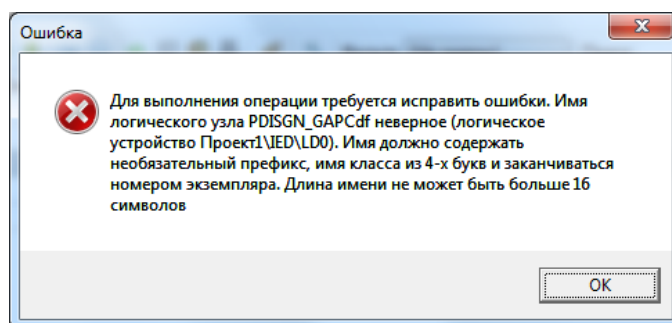 Ошибка
Для выполнения операции требуется исправить ошибки. Имя
логического узла PDISGN_GAPCdf неверное (логическое
устройство Проект1\IED\LD0). Имя должно содержать
необязательный префикс, имя класса из 4-х букв и заканчиваться
номером экземпляра. Длина имени не может быть больше 16
символов
OK